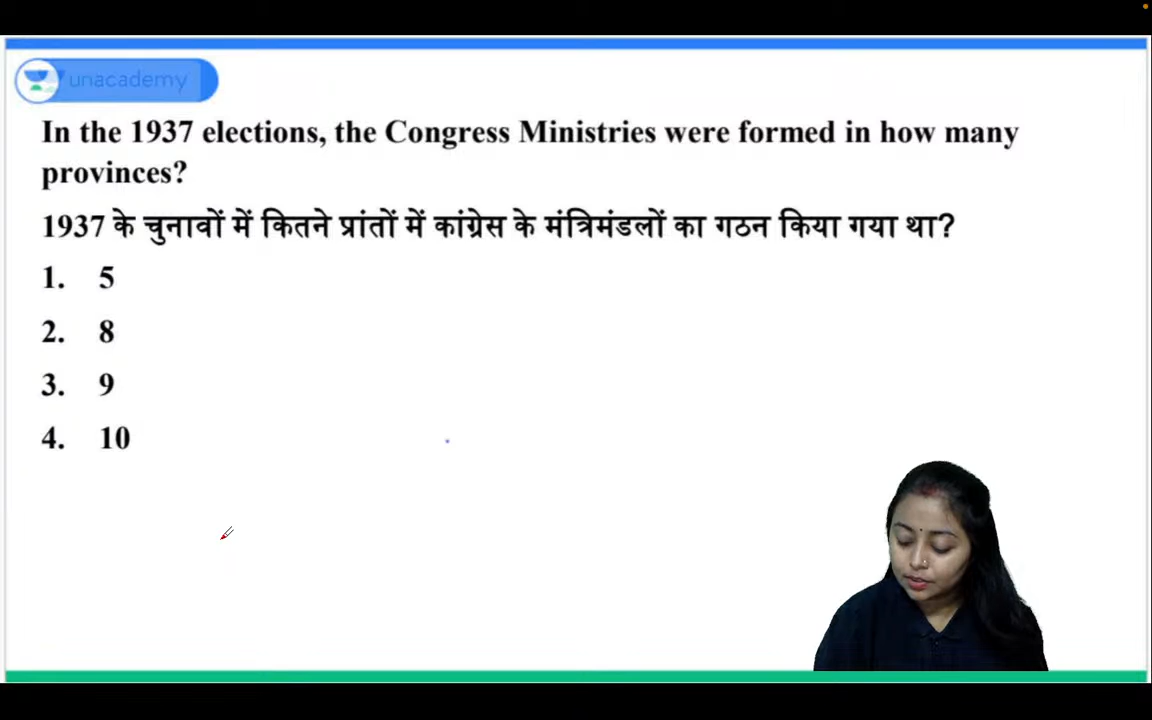 unacademy
In the 1937 elections, the Congress Ministries were formed in how many
provinces?
1937 के चुनावों में कितने प्रांतों में कांग्रेस के मंत्रिमंडलों का गठन किया गया था?
1. 5
2. 8
3. 9
4. 10